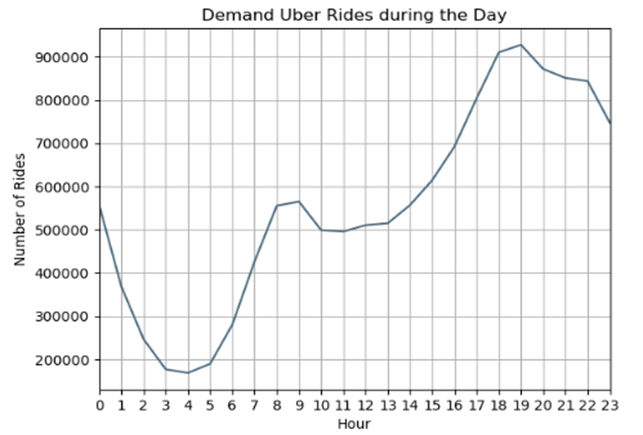 Demand Uber Rides during the Day
900000
800000
700000
600000
500000
400000
300000
200000
Number of Rides
0 1 2 3 4 5 6 7 8 9 10 11 12 13 14 15 16 17 18 19 20 21 22 23
Hour